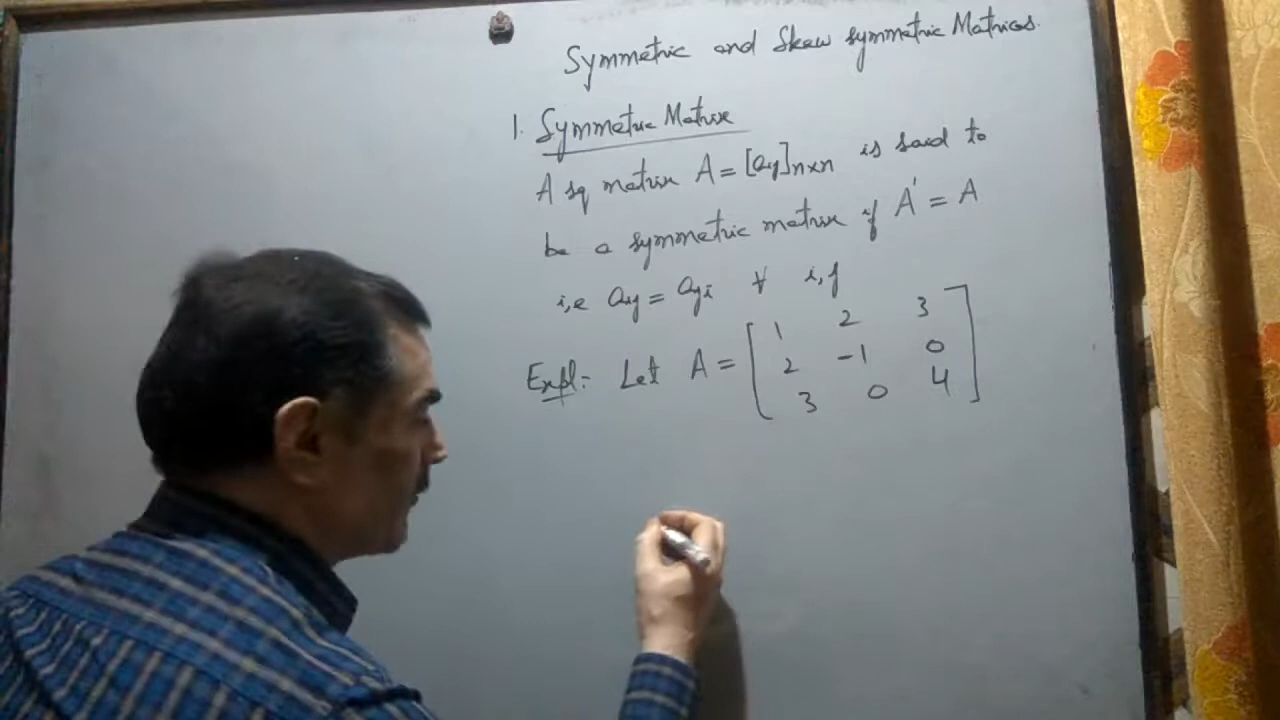 Symmetric and Skew symmetric Matrices.
1. Symmetric Matrix
A sq matrix A = [aij]n×n is said to
be a symmetric matrix if A' = A
i,e aij = aji ∀ i,j
Expl:- Let A = [ 1 2 3
2 -1 0
3 0 4 ]